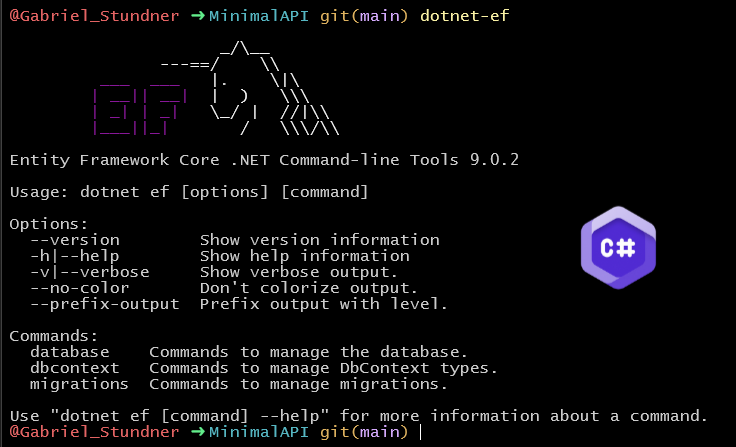 @Gabriel_Stundner ➜MinimalAPI git(main) dotnet-ef
                     _/\__
               ---==/    \\
         ___  ___   |.    \|\
        | __|| __|  |  )   \\\
        | _| | _|   \_/ |  //|\\
        |___||_|       /   \\\/\\
Entity Framework Core .NET Command-line Tools 9.0.2
Usage: dotnet ef [options] [command]
Options:
  --version        Show version information
  -h|--help        Show help information
  -v|--verbose     Show verbose output.
  --no-color       Don't colorize output.
  --prefix-output  Prefix output with level.
C#
Commands:
  database    Commands to manage the database.
  dbcontext   Commands to manage DbContext types.
  migrations  Commands to manage migrations.
Use "dotnet ef [command] --help" for more information about a command.
@Gabriel_Stundner ➜MinimalAPI git(main)